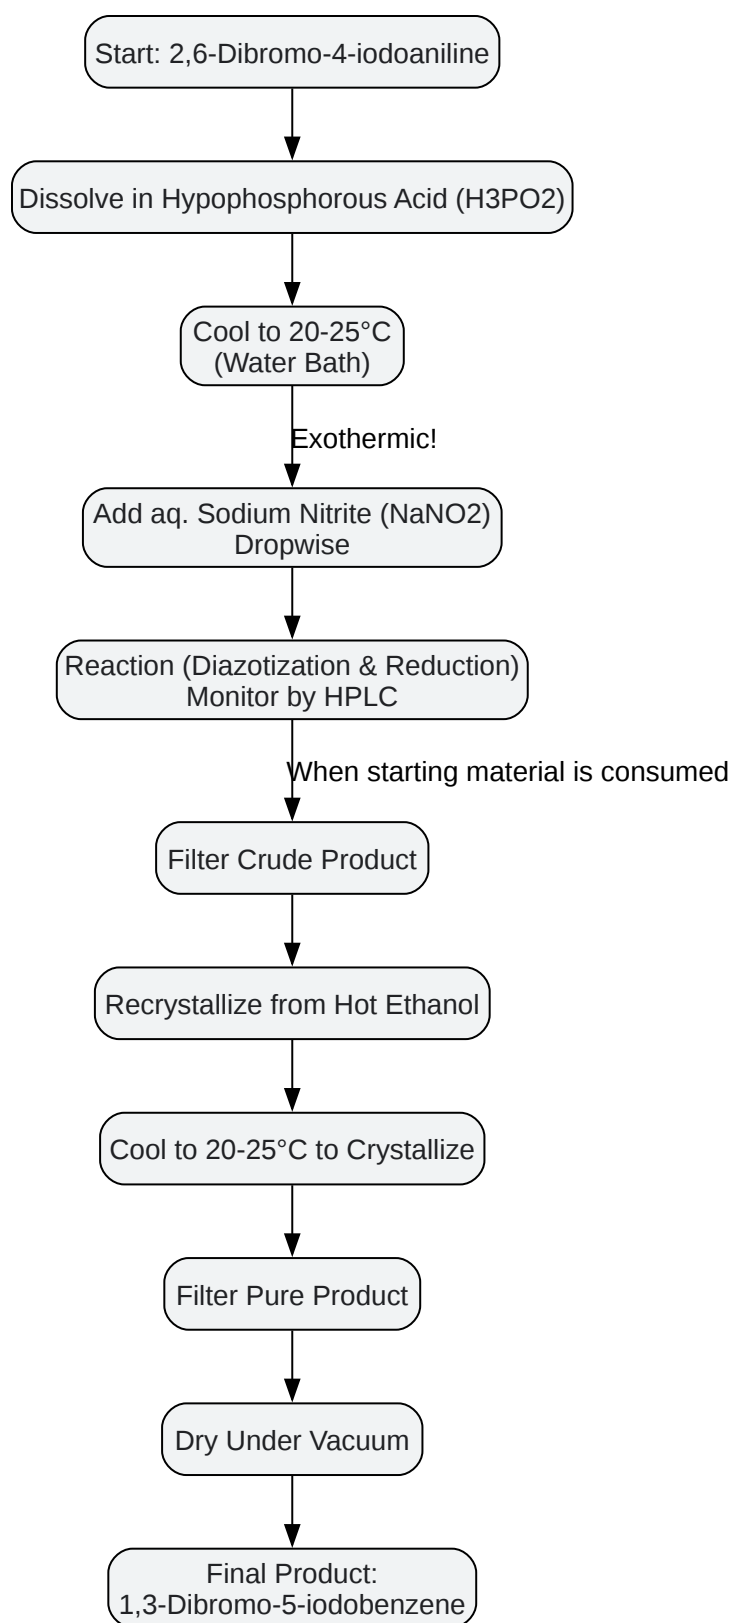 Start: 2,6-Dibromo-4-iodoaniline
Dissolve in Hypophosphorous Acid (H3PO2)
Cool to 20-25°C
(Water Bath)
Exothermic!
Add aq. Sodium Nitrite (NaNO2)
Dropwise
Reaction (Diazotization & Reduction)
Monitor by HPLC
When starting material is consumed
Filter Crude Product
Recrystallize from Hot Ethanol
Cool to 20-25°C to Crystallize
Filter Pure Product
Dry Under Vacuum
Final Product:
1,3-Dibromo-5-iodobenzene